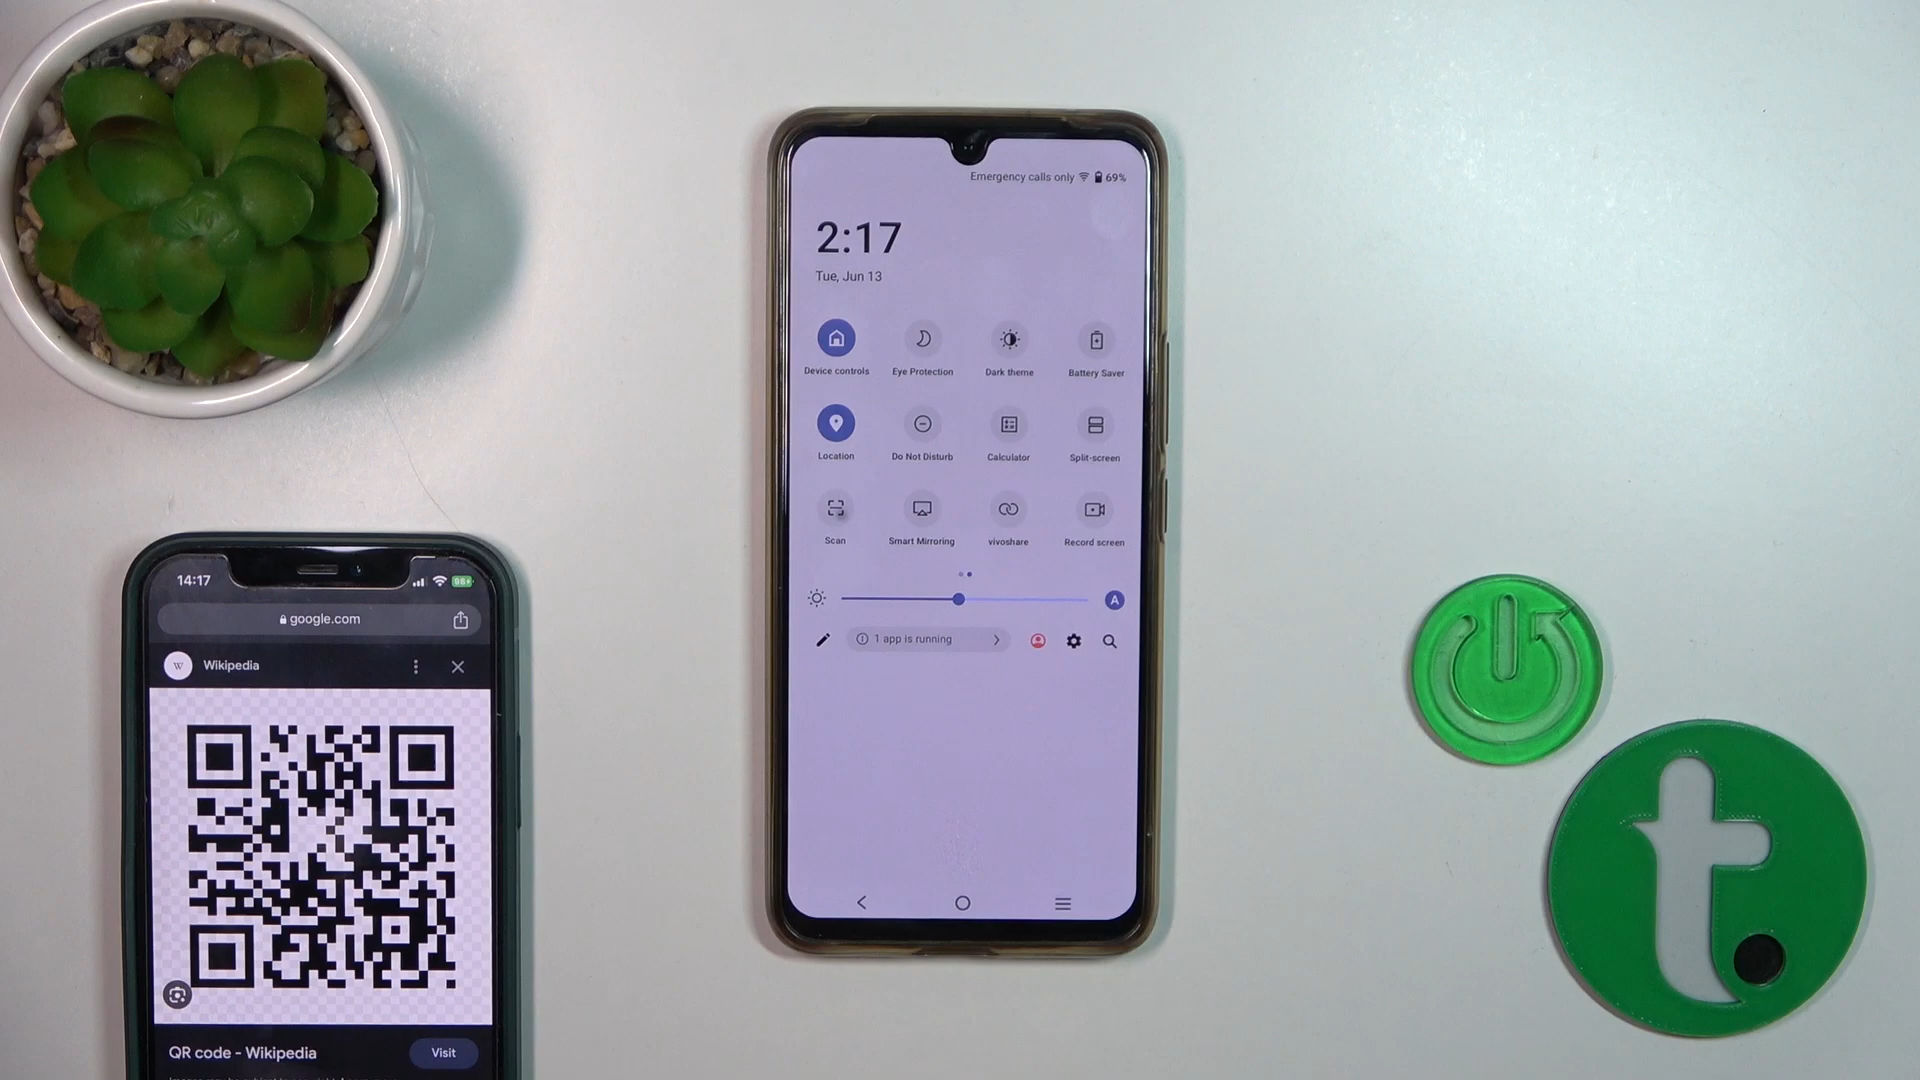 Emergency calls only 69%
2:17
Tue, Jun 13
Device controls Eye Protection Dark theme Battery Saver
Location Do Not Disturb Calculator Split-screen
Scan Smart Mirroring vivoshare Record screen
A
1 app is running
14:17 98
google.com
W Wikipedia
QR code - Wikipedia Visit
t